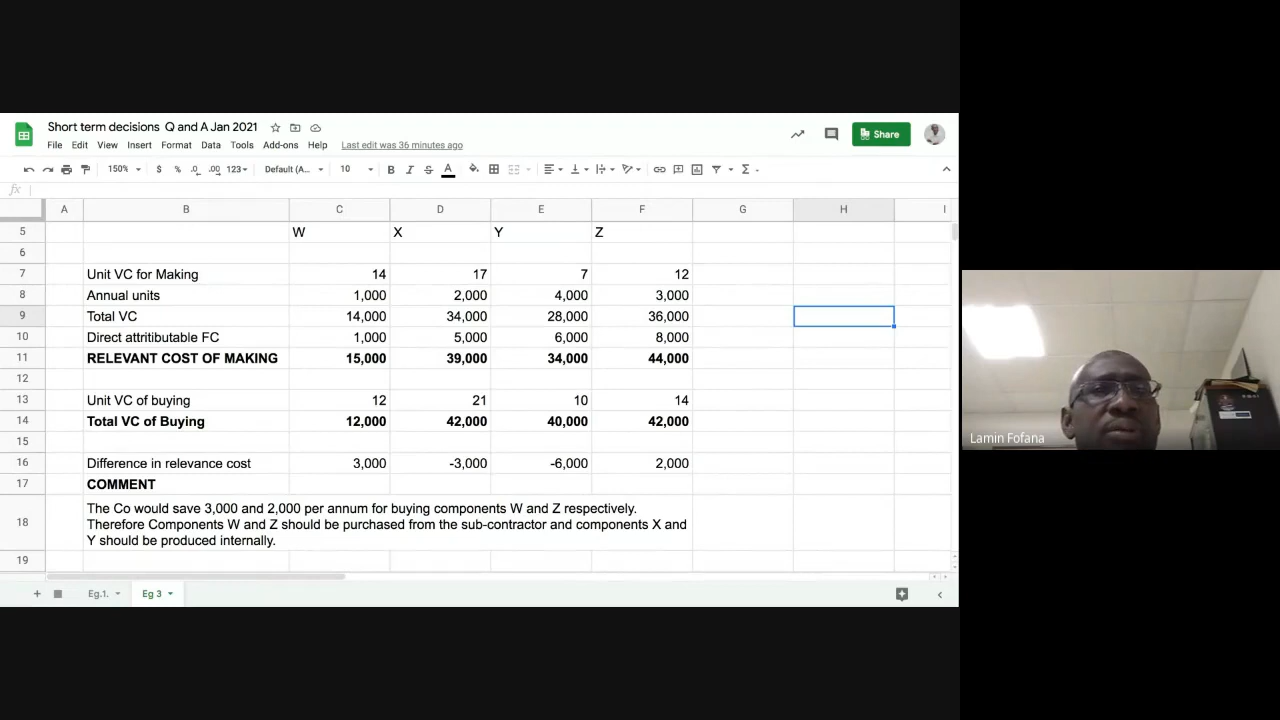 Short term decisions Q and A Jan 2021
File Edit View Insert Format Data Tools Add-ons Help Last edit was 36 minutes ago
Share
150% $ % .0 .00 123 Default (A... 10 B I S A
fx
A B C D E F G H I
5 W X Y Z
6
7 Unit VC for Making 14 17 7 12
8 Annual units 1,000 2,000 4,000 3,000
9 Total VC 14,000 34,000 28,000 36,000
10 Direct attritibutable FC 1,000 5,000 6,000 8,000
11 RELEVANT COST OF MAKING 15,000 39,000 34,000 44,000
12
13 Unit VC of buying 12 21 10 14
14 Total VC of Buying 12,000 42,000 40,000 42,000
15
16 Difference in relevance cost 3,000 -3,000 -6,000 2,000
17 COMMENT
18 The Co would save 3,000 and 2,000 per annum for buying components W and Z respectively.
Therefore Components W and Z should be purchased from the sub-contractor and components X and
Y should be produced internally.
19
Eg.1. Eg 3
Lamin Fofana